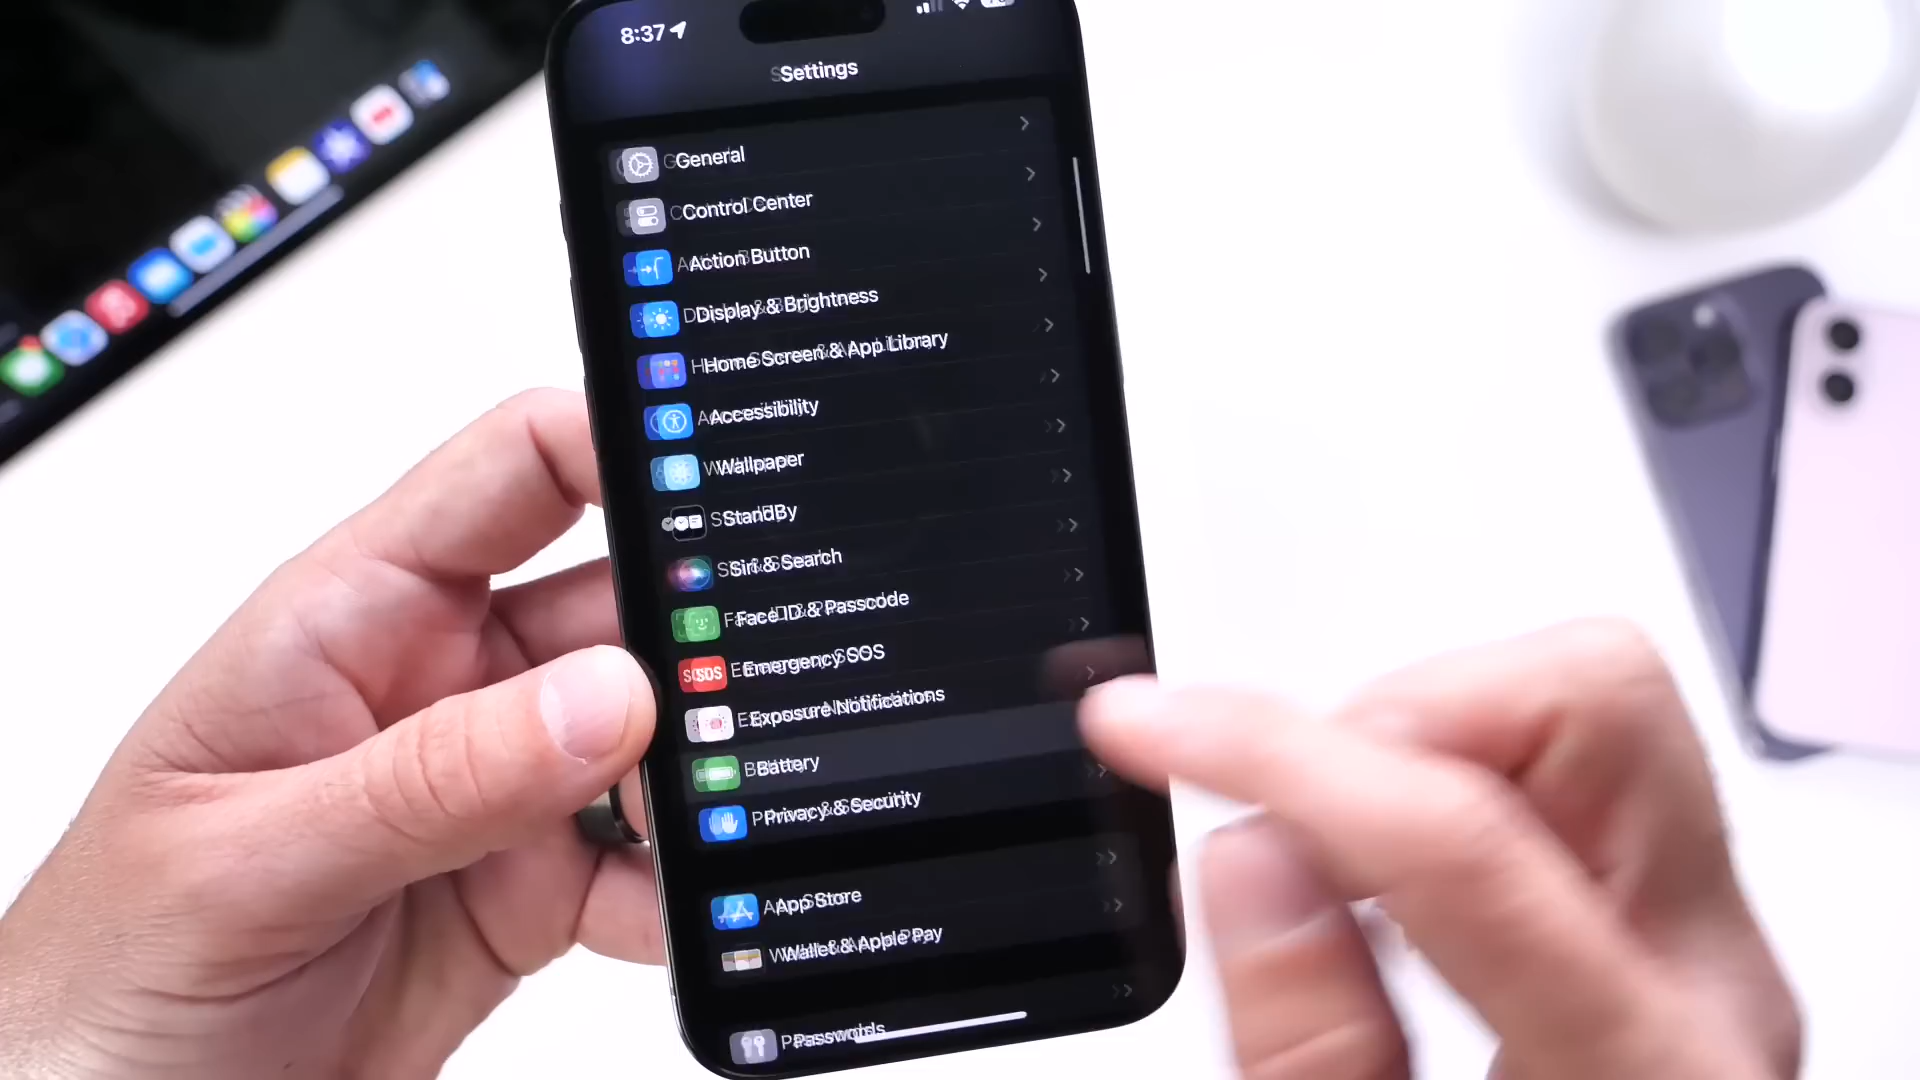 8:37
Settings
General
Control Center
Action Button
Display & Brightness
Home Screen & App Library
Accessibility
Wallpaper
StandBy
Siri & Search
Face ID & Passcode
SOS Emergency SOS
Exposure Notifications
Battery
Privacy & Security
App Store
Wallet & Apple Pay
Passwords